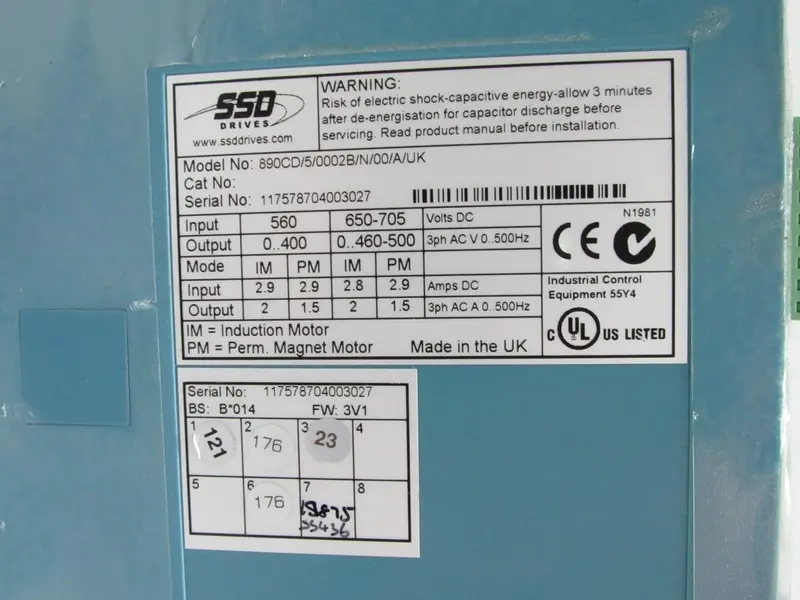 SSD
DRIVES
www.ssddrives.com
WARNING:
Risk of electric shock-capacitive energy-allow 3 minutes
after de-energisation for capacitor discharge before
servicing. Read product manual before installation.
Model No: 890CD/5/0002B/N/00/A/UK
Cat No:
Serial No: 117578704003027
Input 560 650-705 Volts DC
Output 0..400 0..460-500 3ph AC V 0..500Hz
Mode IM PM IM PM
Input 2.9 2.9 2.8 2.9 Amps DC
Output 2 1.5 2 1.5 3ph AC A 0..500Hz
IM = Induction Motor
PM = Perm. Magnet Motor Made in the UK
CE N1981
Industrial Control
Equipment 55Y4
C UL US LISTED
Serial No: 117578704003027
BS: B*014 FW: 3V1
1 121 2 176 3 23 4
5 6 176 7 8